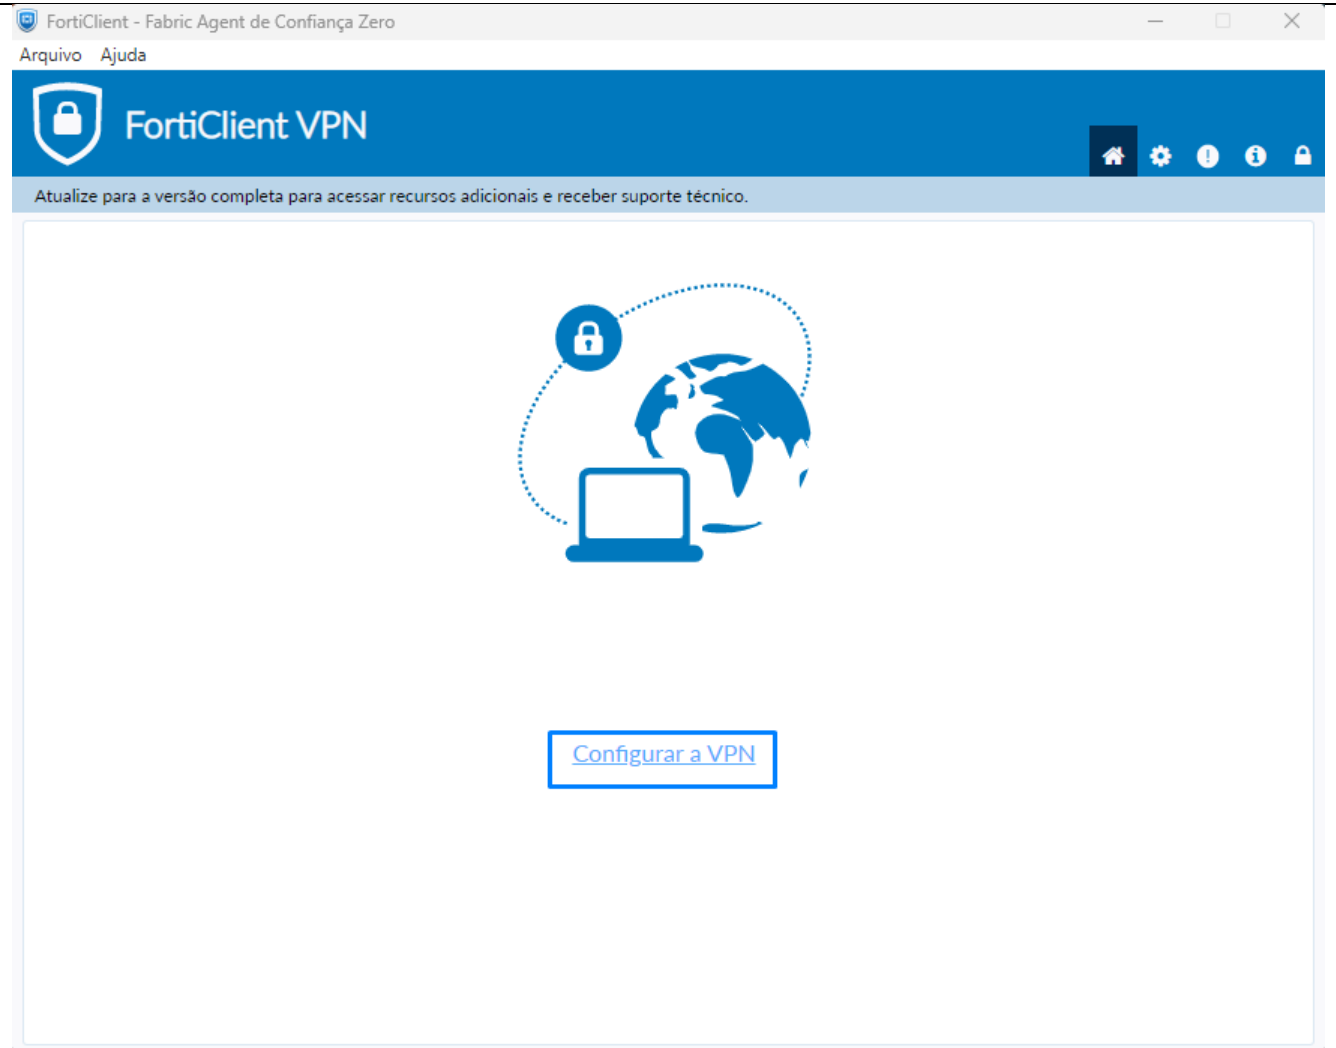 FortiClient - Fabric Agent de Confiança Zero
Arquivo Ajuda
FortiClient VPN
Atualize para a versão completa para acessar recursos adicionais e receber suporte técnico.
Configurar a VPN